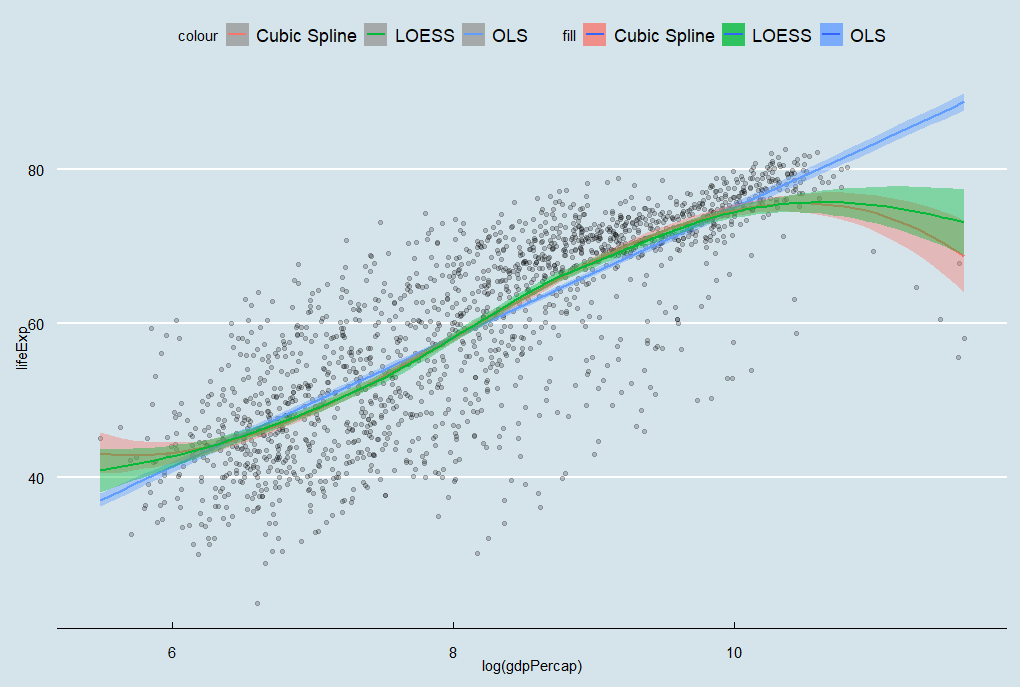 colour Cubic Spline LOESS OLS fill Cubic Spline LOESS OLS
80
60
40
lifeExp
6 8 10
log(gdpPercap)